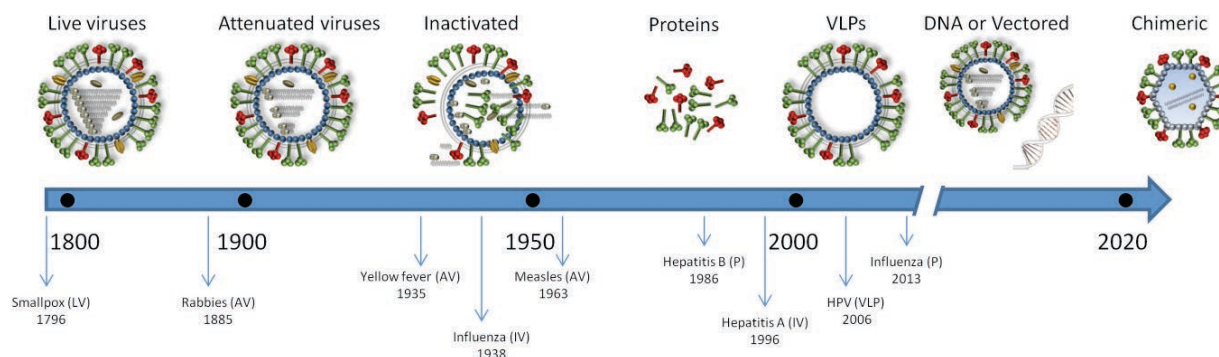 Live viruses
Attenuated viruses
Inactivated
Proteins
VLPs
DNA or Vectored
Chimeric
1800
1900
1950
2000
2020
Smallpox (LV)
1796
Rabbies (AV)
1885
Yellow fever (AV)
1935
Influenza (IV)
1938
Measles (AV)
1963
Hepatitis B (P)
1986
Hepatitis A (IV)
1996
HPV (VLP)
2006
Influenza (P)
2013